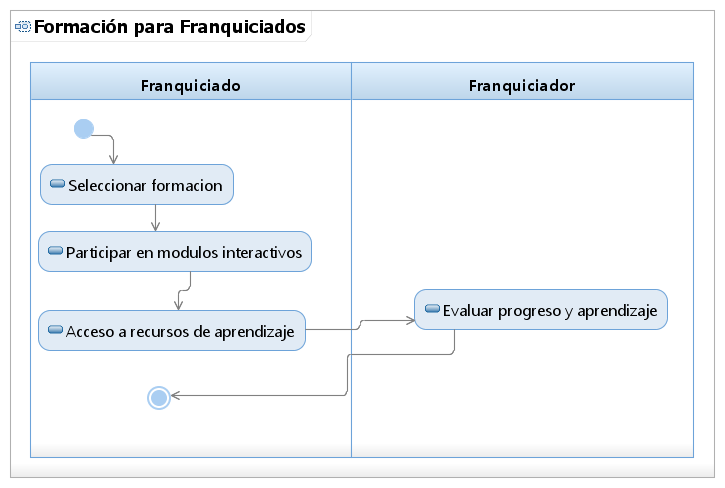 Formación para Franquiciados
Franquiciado
Franquiciador
Seleccionar formacion
Participar en modulos interactivos
Acceso a recursos de aprendizaje
Evaluar progreso y aprendizaje